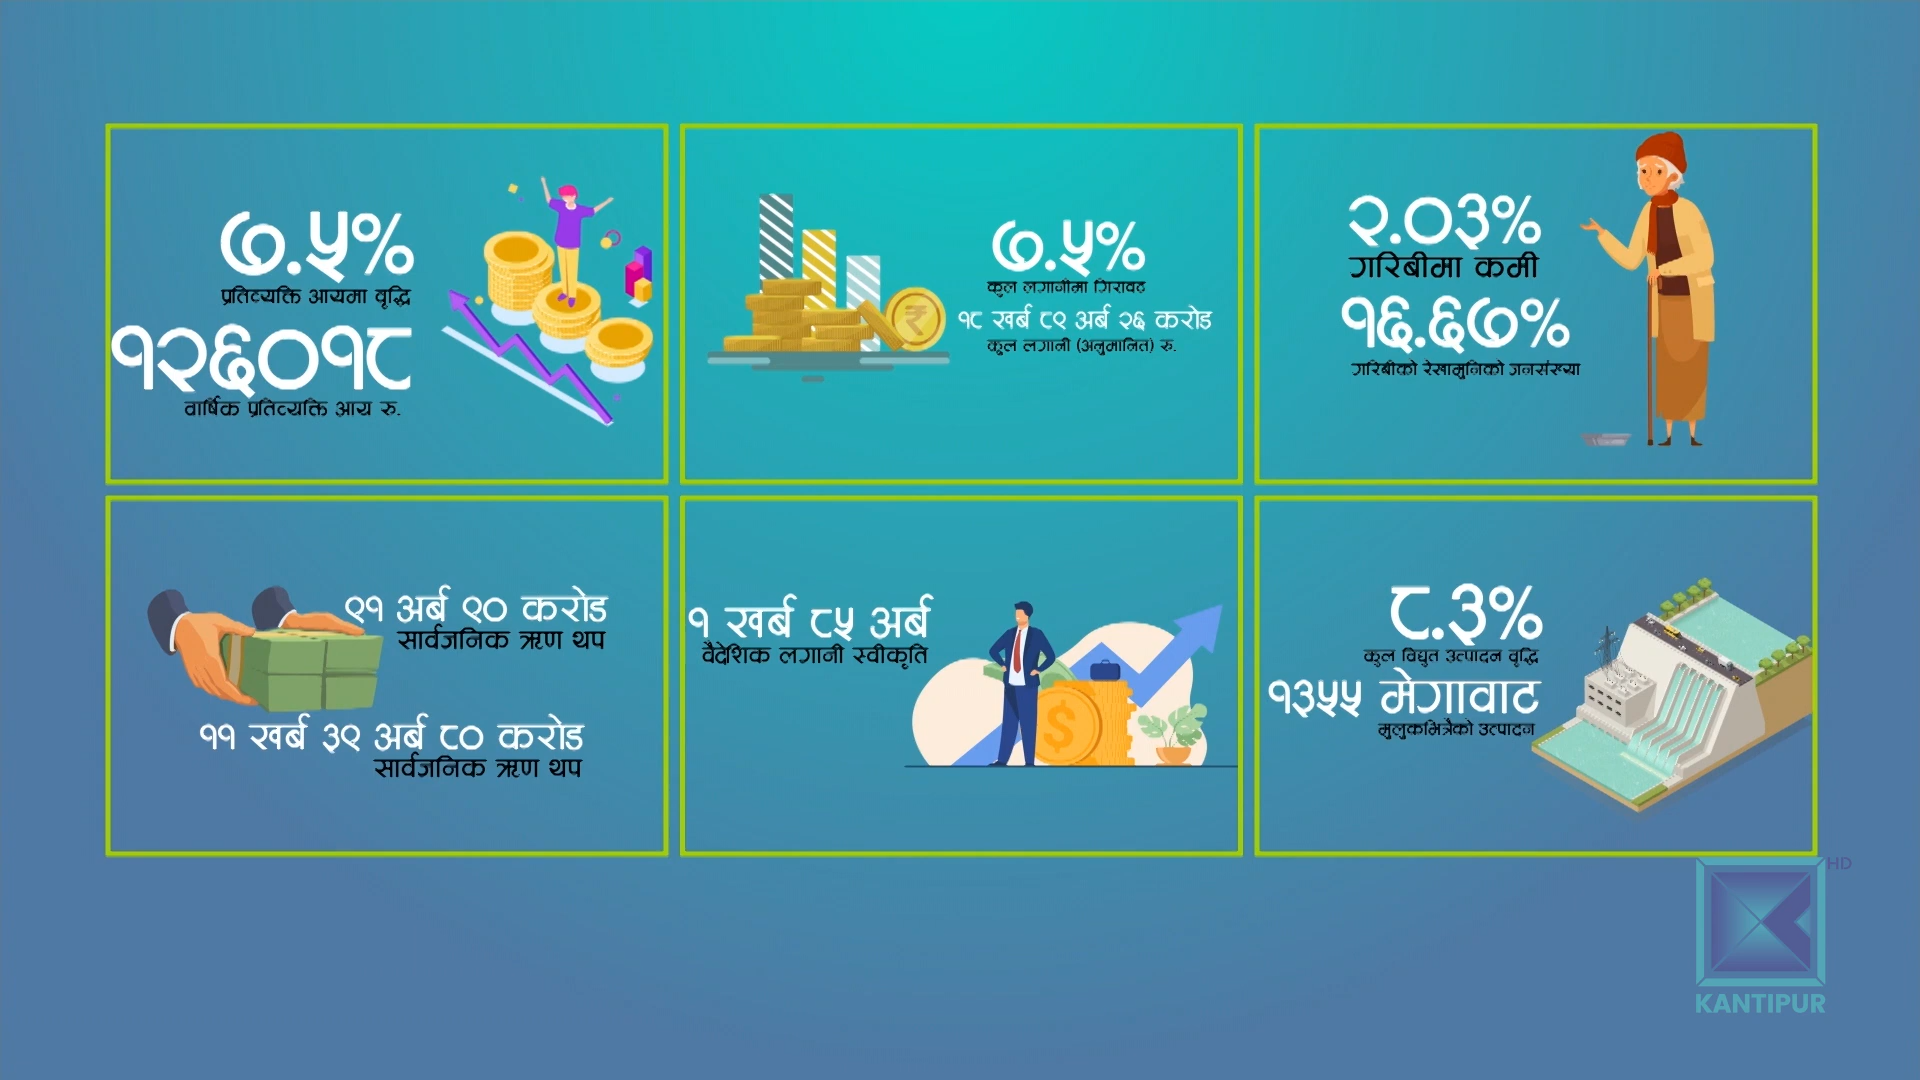 ७.५%
प्रतिव्यक्ति आयमा वृद्धि
१२६०१८
वार्षिक प्रतिव्यक्ति आय रु.
७.५%
कुल लगानीमा गिरावट
१८ खर्ब ८९ अर्ब २६ करोड
कुल लगानी (अनुमानित) रु.
२.०३%
गरिबीमा कमी
१६.६७%
गरिबीको रेखामुनिको जनसंख्या
९१ अर्ब ९० करोड
सार्वजनिक ऋण थप
११ खर्ब ३९ अर्ब ८० करोड
सार्वजनिक ऋण थप
१ खर्ब ८५ अर्ब
वैदेशिक लगानी स्वीकृति
८.३%
कुल विद्युत उत्पादन वृद्धि
१३५५ मेगावाट
मुलुकभित्रैको उत्पादन
HD
KANTIPUR